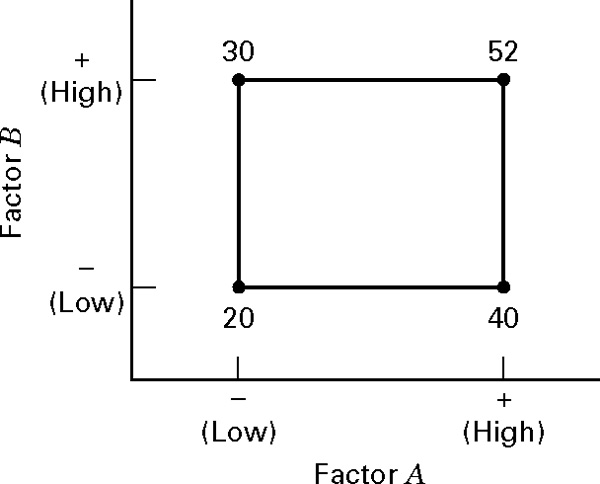 30
52
+
(High)
Factor B
−
(Low)
20
40
−
(Low)
+
(High)
Factor A